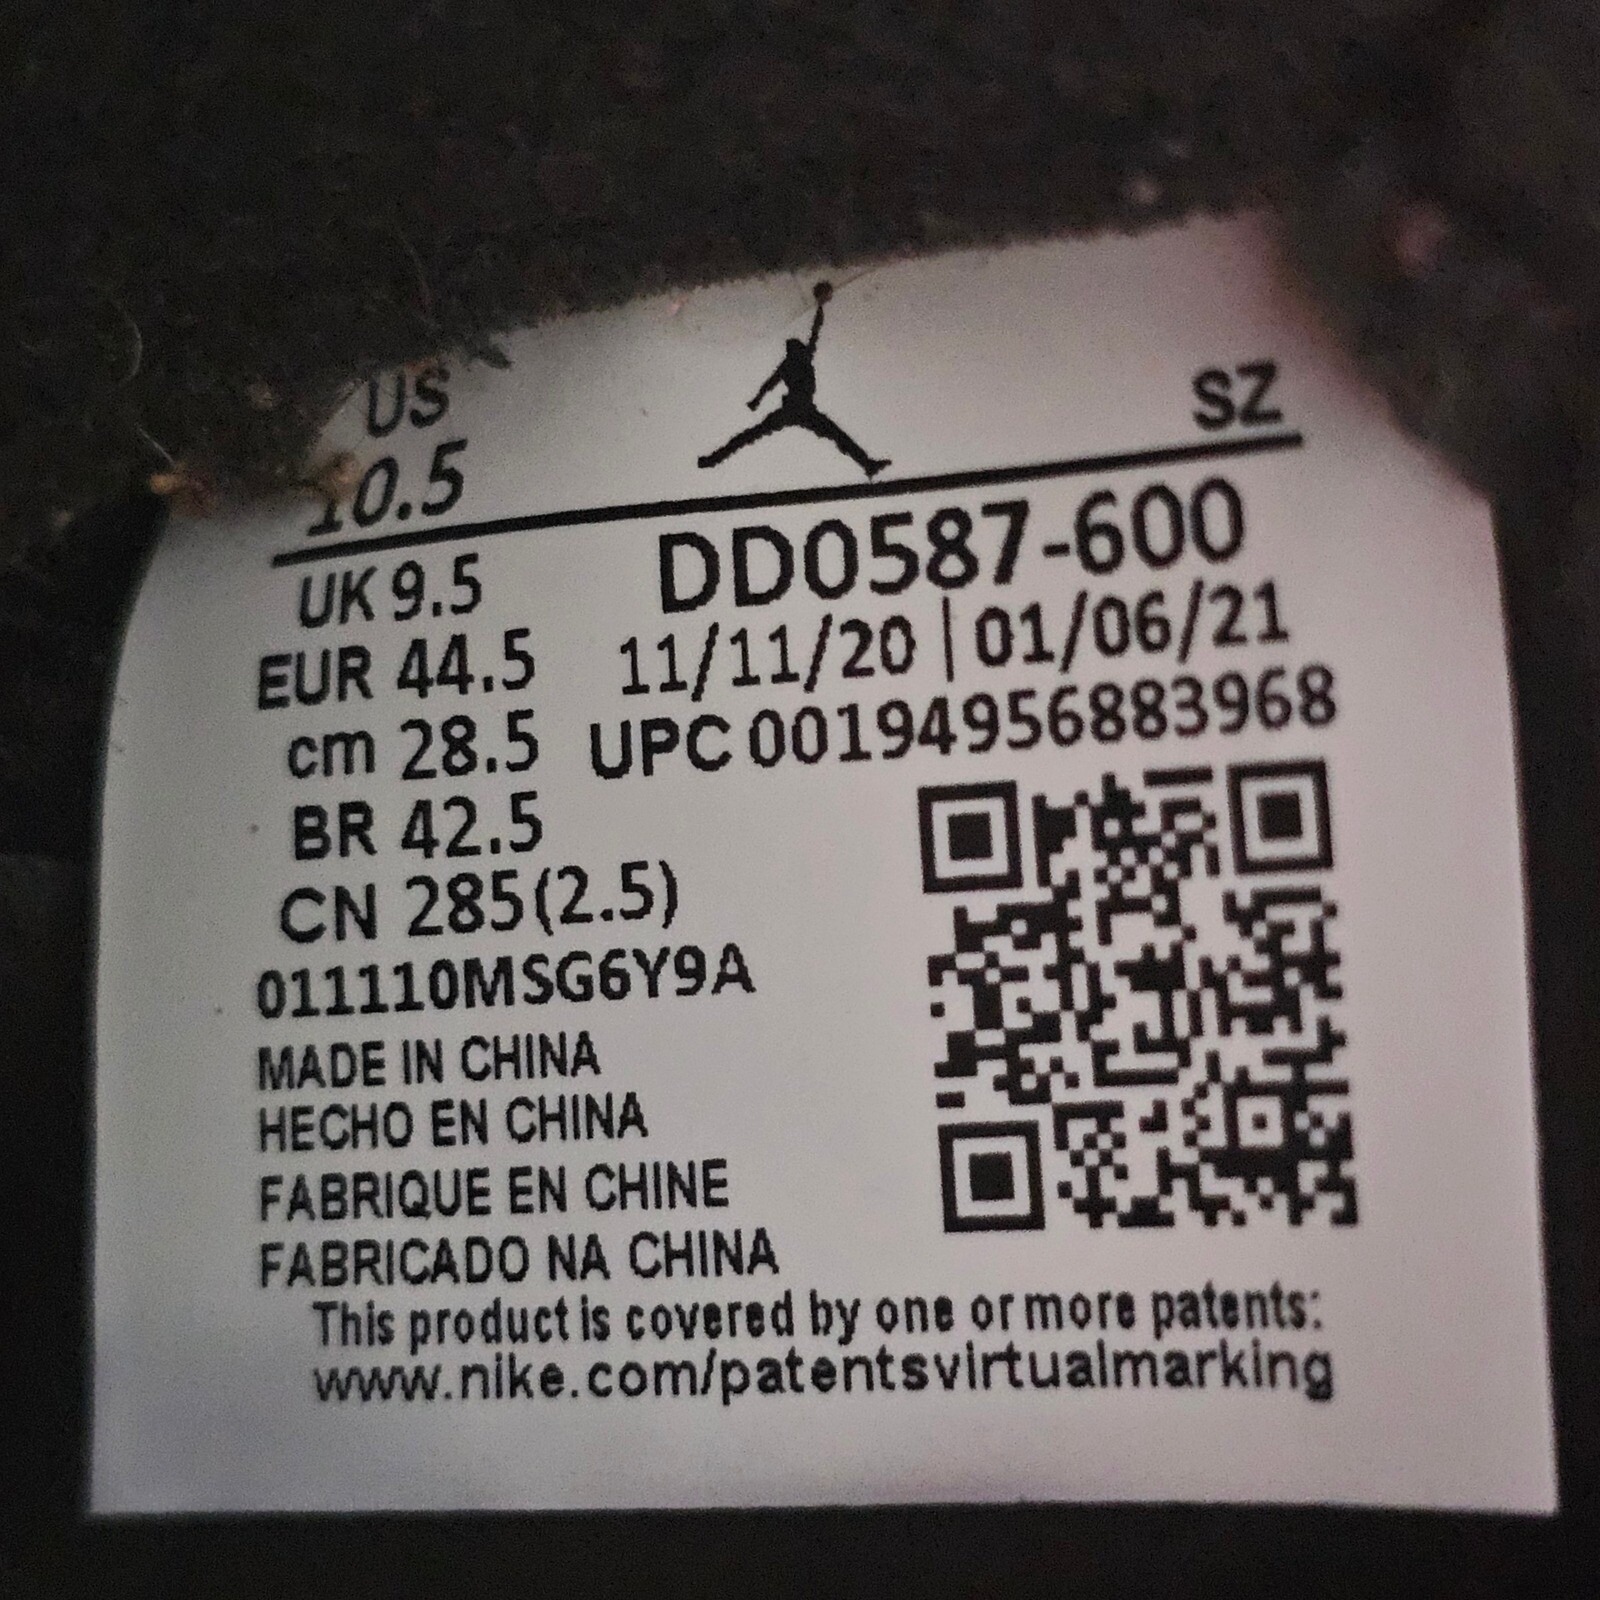 US
10.5
SZ
UK 9.5
DD0587-600
EUR 44.5
11/11/20 | 01/06/21
cm 28.5
UPC 00194956883968
BR 42.5
CN 285(2.5)
011110MSG6Y9A
MADE IN CHINA
HECHO EN CHINA
FABRIQUE EN CHINE
FABRICADO NA CHINA
This product is covered by one or more patents:
www.nike.com/patentsvirtualmarking